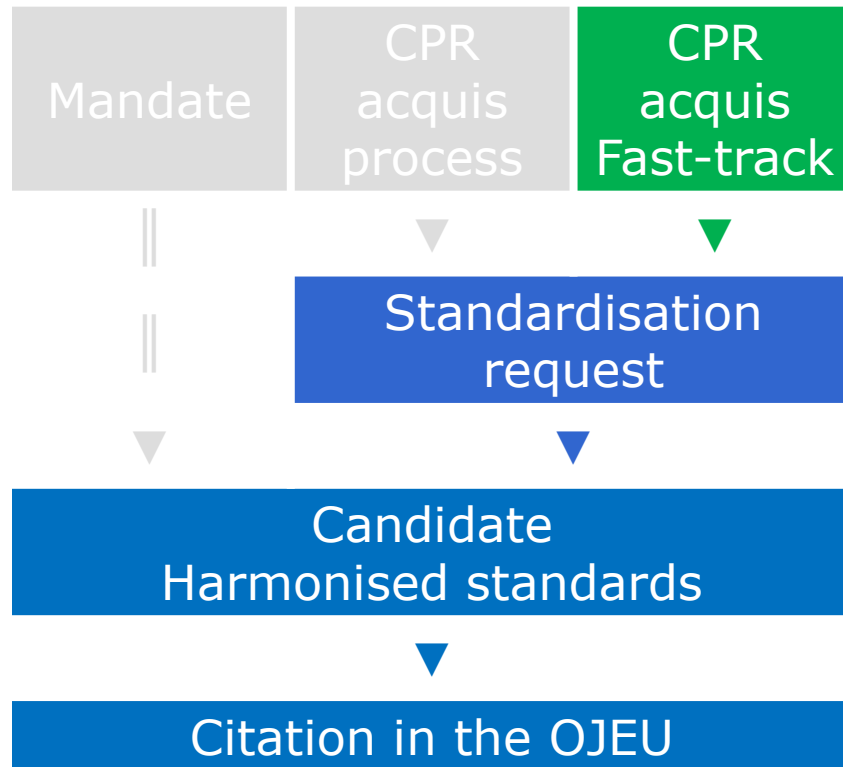 Mandate
CPR
acquis
process
CPR
acquis
Fast-track
Standardisation
request
Candidate
Harmonised standards
Citation in the OJEU